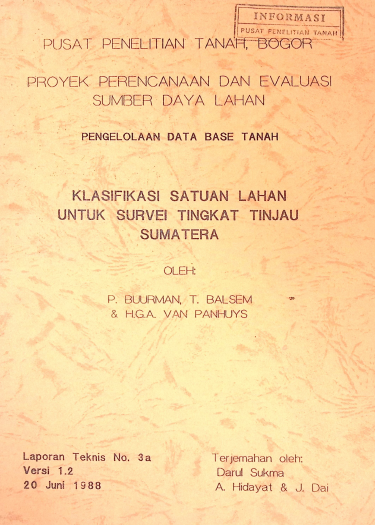 INFORMASI
PUSAT PENELITIAN TANAH
PUSAT PENELITIAN TANAH, BOGOR
PROYEK PERENCANAAN DAN EVALUASI
SUMBER DAYA LAHAN
PENGELOLAAN DATA BASE TANAH
KLASIFIKASI SATUAN LAHAN
UNTUK SURVEI TINGKAT TINJAU
SUMATERA
OLEH:
P. BUURMAN, T. BALSEM
& H.G.A. VAN PANHUYS
Laporan Teknis No. 3a
Versi 1.2
20 Juni 1988
Terjemahan oleh:
Darul Sukma
A. Hidayat & J. Dai